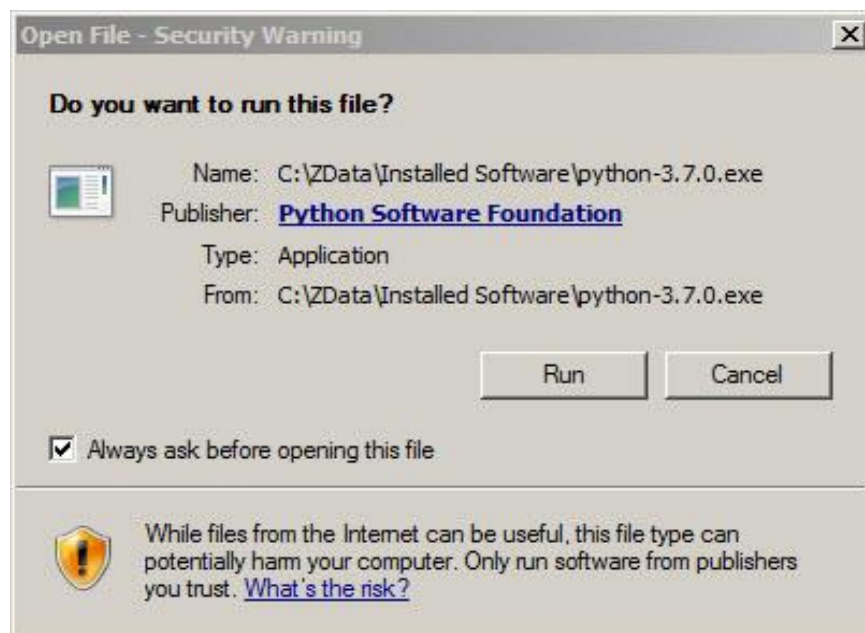 Open File - Security Warning
Do you want to run this file?
Name: C:\ZData\Installed Software\python-3.7.0.exe
Publisher: Python Software Foundation
Type: Application
From: C:\ZData\Installed Software\python-3.7.0.exe
Run Cancel
Always ask before opening this file
While files from the Internet can be useful, this file type can
potentially harm your computer. Only run software from publishers
you trust. What's the risk?